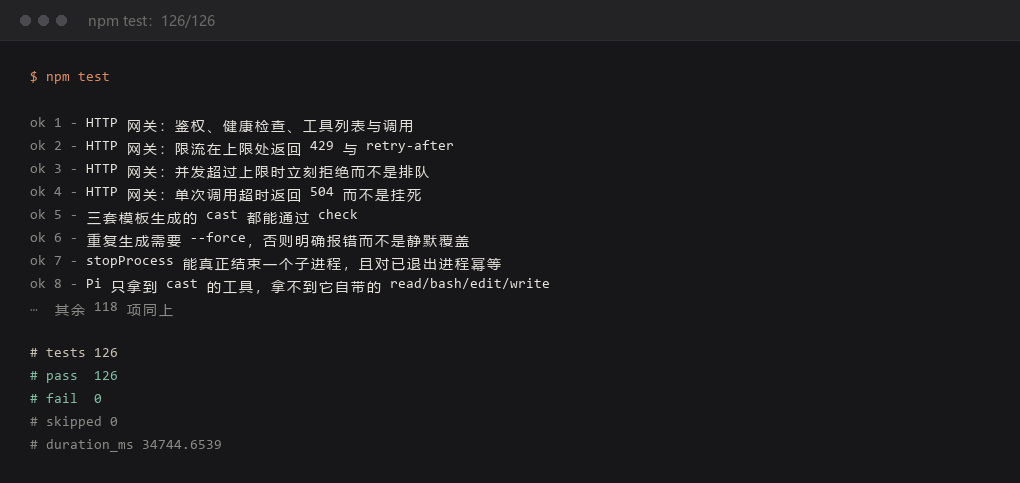 npm test：126/126
$ npm test
ok 1 - HTTP 网关：鉴权、健康检查、工具列表与调用
ok 2 - HTTP 网关：限流在上限处返回 429 与 retry-after
ok 3 - HTTP 网关：并发超过上限时立刻拒绝而不是排队
ok 4 - HTTP 网关：单次调用超时返回 504 而不是挂死
ok 5 - 三套模板生成的 cast 都能通过 check
ok 6 - 重复生成需要 --force，否则明确报错而不是静默覆盖
ok 7 - stopProcess 能真正结束一个子进程，且对已退出进程幂等
ok 8 - Pi 只拿到 cast 的工具，拿不到它自带的 read/bash/edit/write
… 其余 118 项同上
# tests 126
# pass  126
# fail  0
# skipped 0
# duration_ms 34744.6539